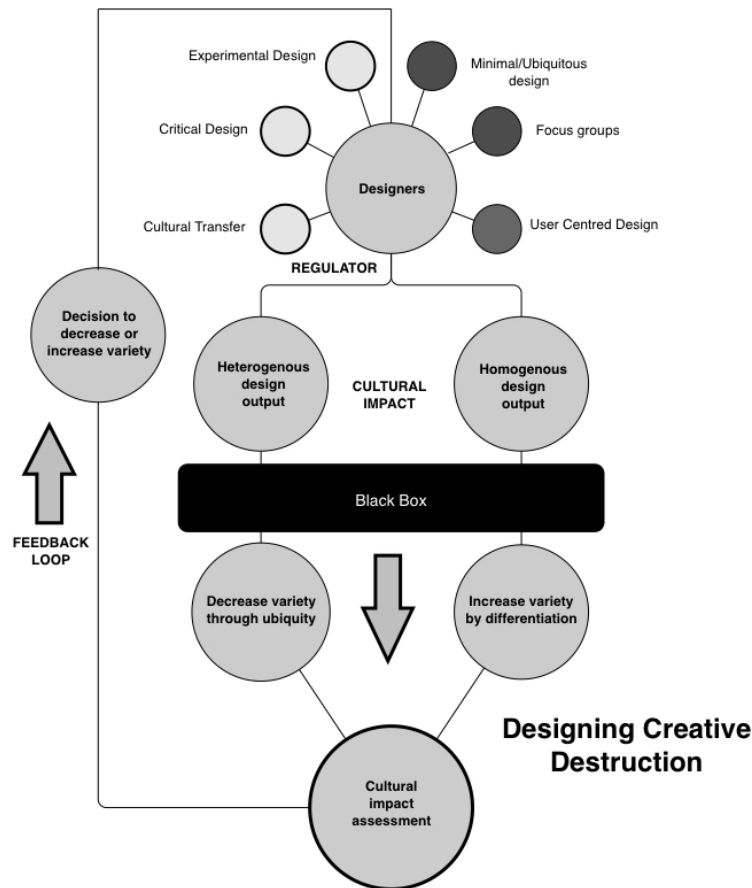 Experimental Design
Minimal/Ubiquitous
design
Critical Design
Focus groups
Designers
Cultural Transfer
User Centred Design
REGULATOR
Decision to
decrease or
increase variety
Heterogenous
design
output
CULTURAL
IMPACT
Homogenous
design
output
Black Box
FEEDBACK
LOOP
Decrease variety
through ubiquity
Increase variety
by differentiation
Designing Creative
Destruction
Cultural
impact
assessment